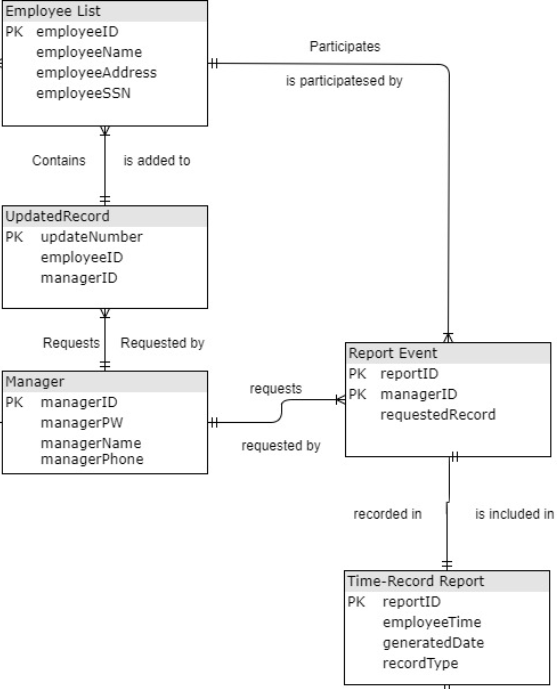 Employee List
PK employeeID
employeeName
employeeAddress
employeeSSN
Participates
is participatesed by
Contains
is added to
UpdatedRecord
PK updateNumber
employeeID
managerID
Requests
Requested by
Manager
PK managerID
managerPW
managerName
managerPhone
requests
requested by
Report Event
PK reportID
PK managerID
requestedRecord
recorded in
is included in
Time-Record Report
PK reportID
employeeTime
generatedDate
recordType